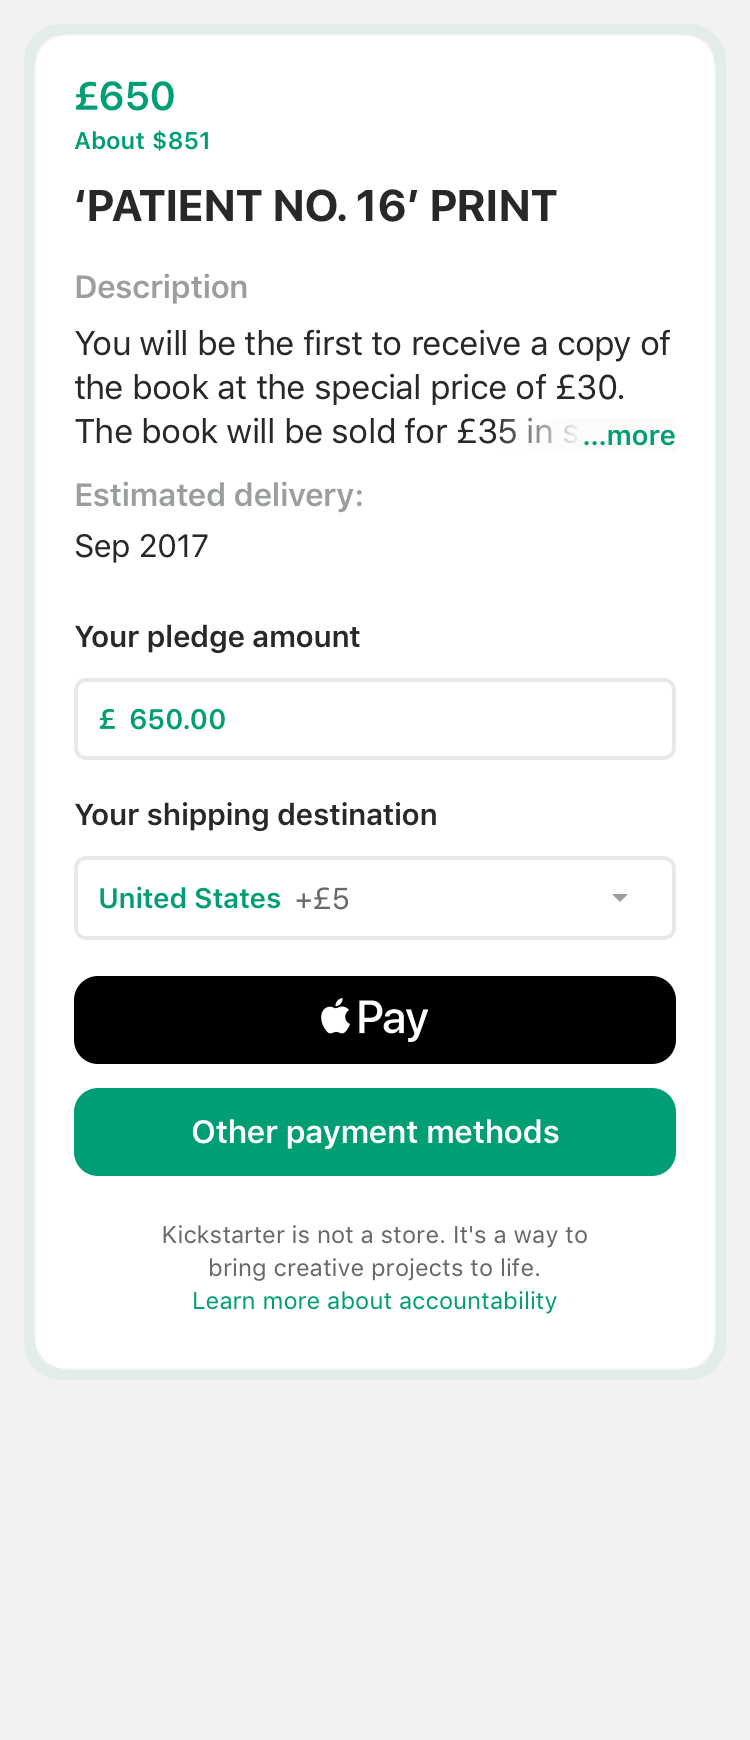 £650
About $851
‘PATIENT NO. 16’ PRINT
Description
You will be the first to receive a copy of
the book at the special price of £30.
The book will be sold for £35 in s ...more
Estimated delivery:
Sep 2017
Your pledge amount
£ 650.00
Your shipping destination
United States +£5
Pay
Other payment methods
Kickstarter is not a store. It's a way to
bring creative projects to life.
Learn more about accountability